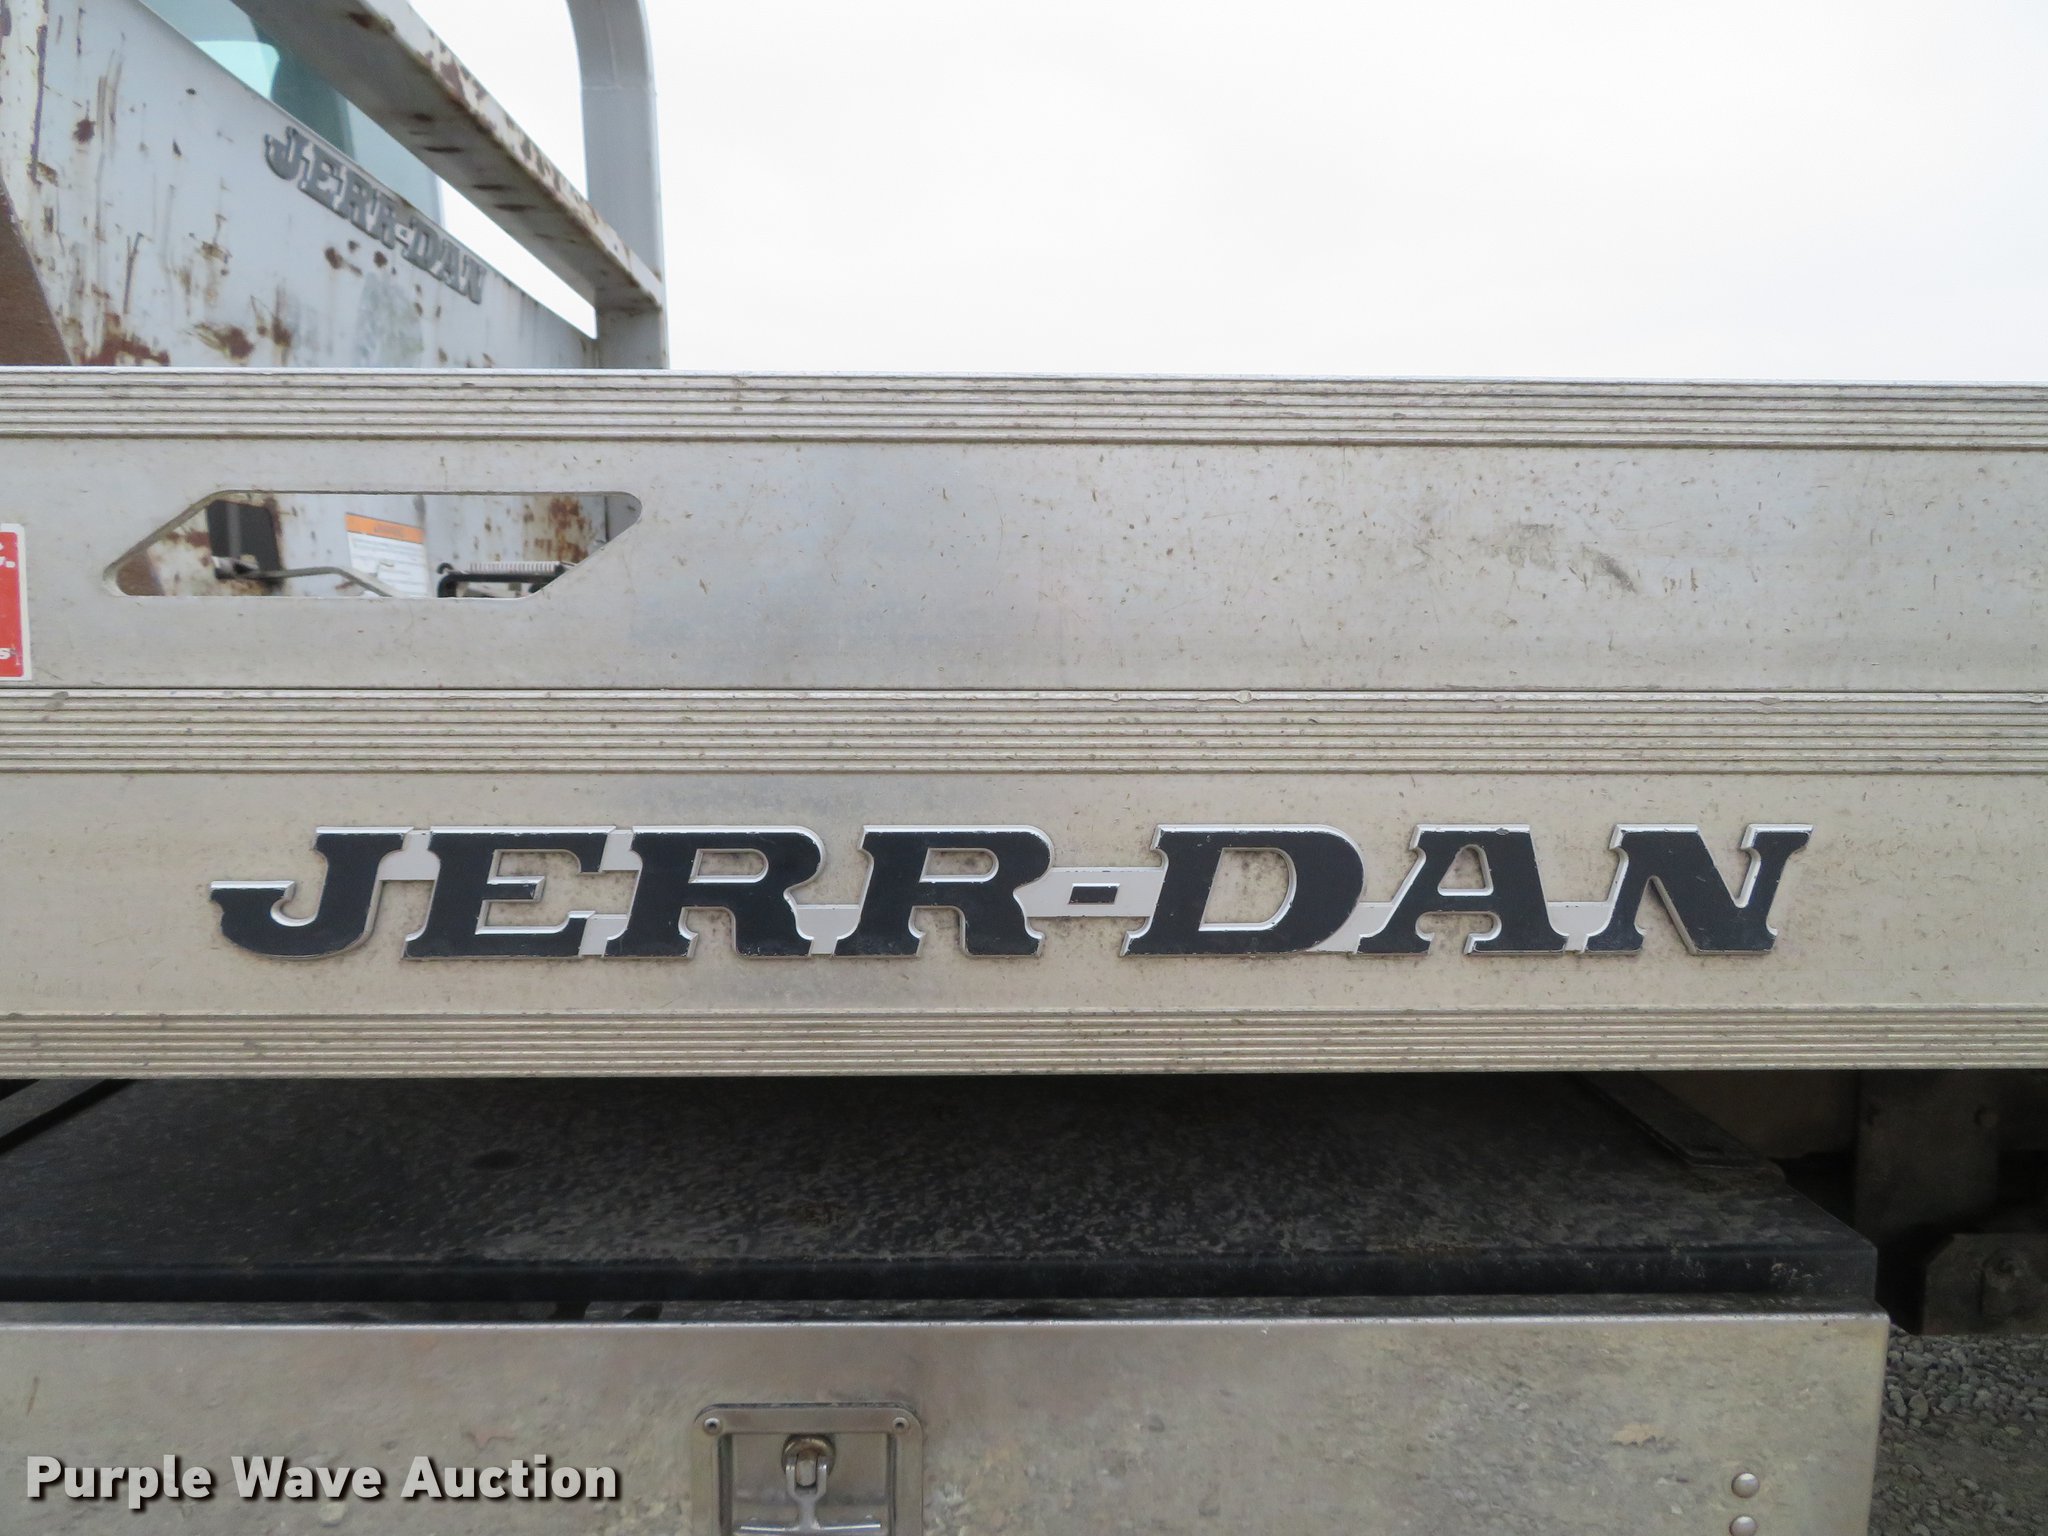 JERR-DAN
s
JERR-DAN
Purple Wave Auction